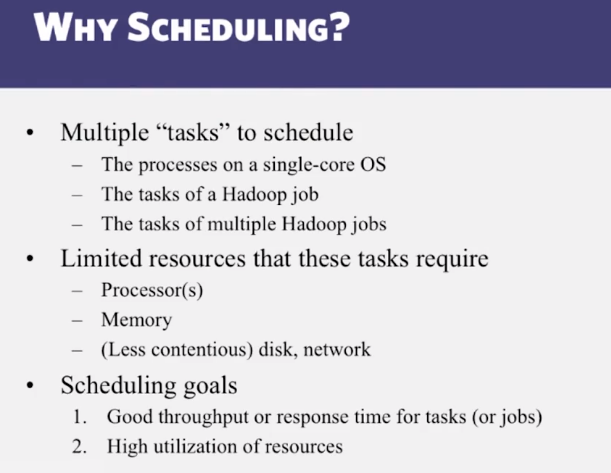 WHY SCHEDULING?
• Multiple “tasks” to schedule
– The processes on a single-core OS
– The tasks of a Hadoop job
– The tasks of multiple Hadoop jobs
• Limited resources that these tasks require
– Processor(s)
– Memory
– (Less contentious) disk, network
• Scheduling goals
1. Good throughput or response time for tasks (or jobs)
2. High utilization of resources